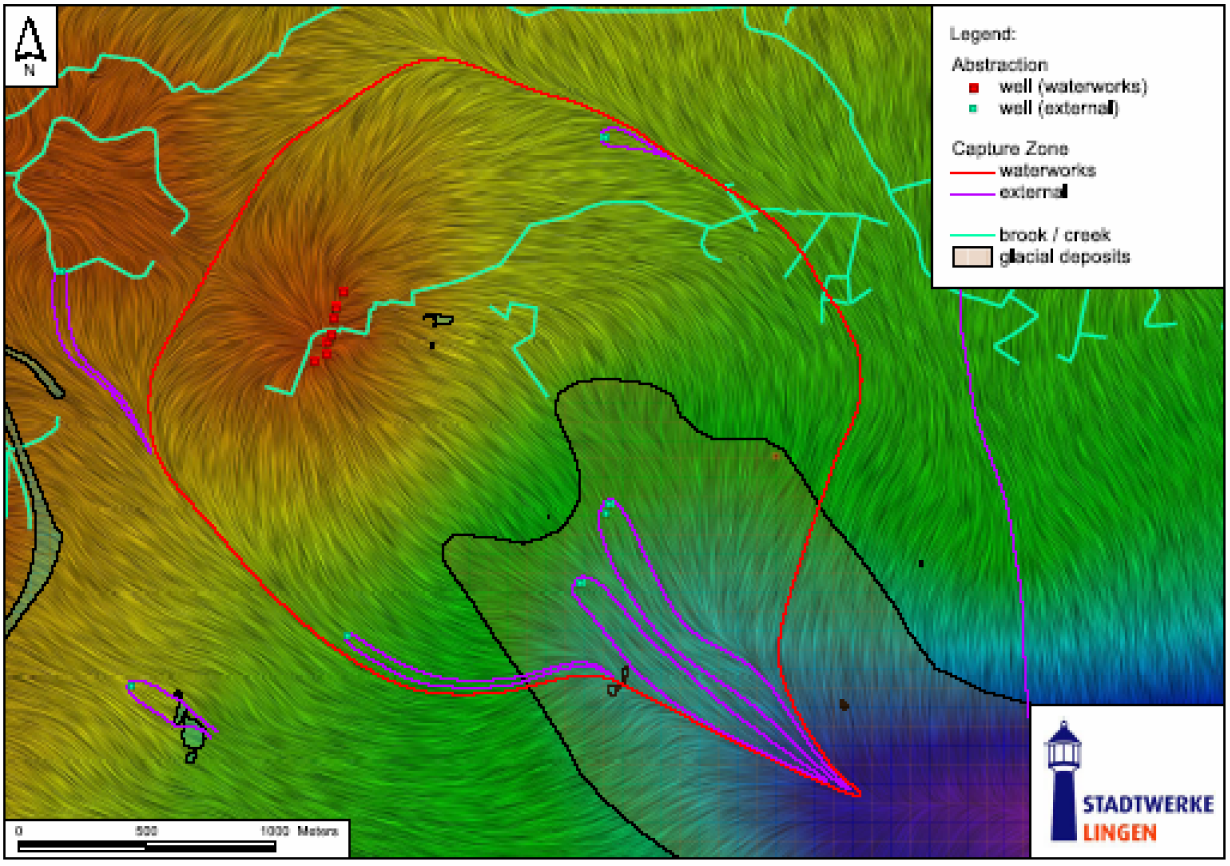 N
Legend:
Abstraction
well (waterworks)
well (external)
Capture Zone
waterworks
external
brook / creek
glacial deposits
0 500 1000 Meters
STADTWERKE
LINGEN